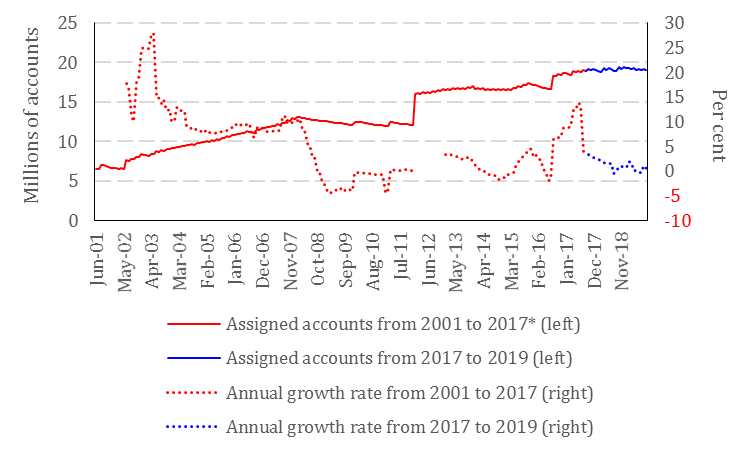 Millions of accounts
25
20
15
10
5
0
30
25
20
15
10
5
0
-5
-10
Per cent
Jun-01
May-02
Apr-03
Mar-04
Feb-05
Jan-06
Dec-06
Nov-07
Oct-08
Sep-09
Aug-10
Jul-11
Jun-12
May-13
Apr-14
Mar-15
Feb-16
Jan-17
Dec-17
Nov-18
Assigned accounts from 2001 to 2017* (left)
Assigned accounts from 2017 to 2019 (left)
Annual growth rate from 2001 to 2017 (right)
Annual growth rate from 2017 to 2019 (right)